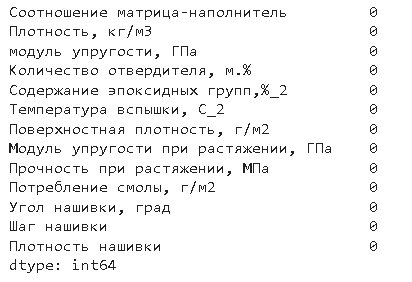 Соотношение матрица-наполнитель 0
Плотность, кг/м3 0
модуль упругости, ГПа 0
Количество отвердителя, м.% 0
Содержание эпоксидных групп,%_2 0
Температура вспышки, С_2 0
Поверхностная плотность, г/м2 0
Модуль упругости при растяжении, ГПа 0
Прочность при растяжении, МПа 0
Потребление смолы, г/м2 0
Угол нашивки, град 0
Шаг нашивки 0
Плотность нашивки 0
dtype: int64